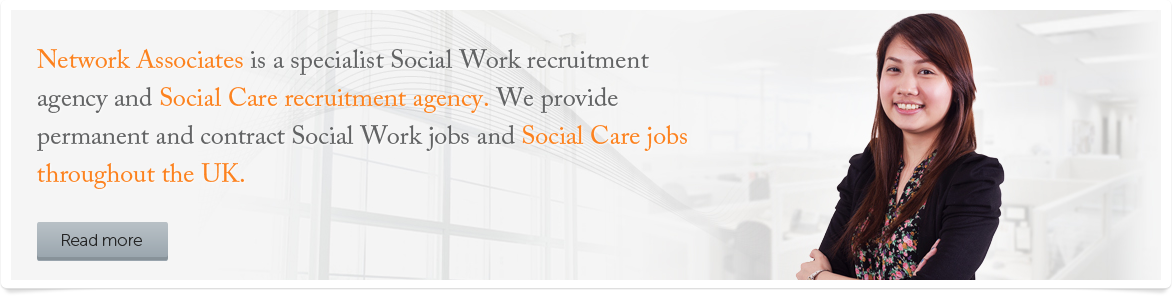 Network Associates is a specialist Social Work recruitment
agency and Social Care recruitment agency. We provide
permanent and contract Social Work jobs and Social Care jobs
throughout the UK.
Read more